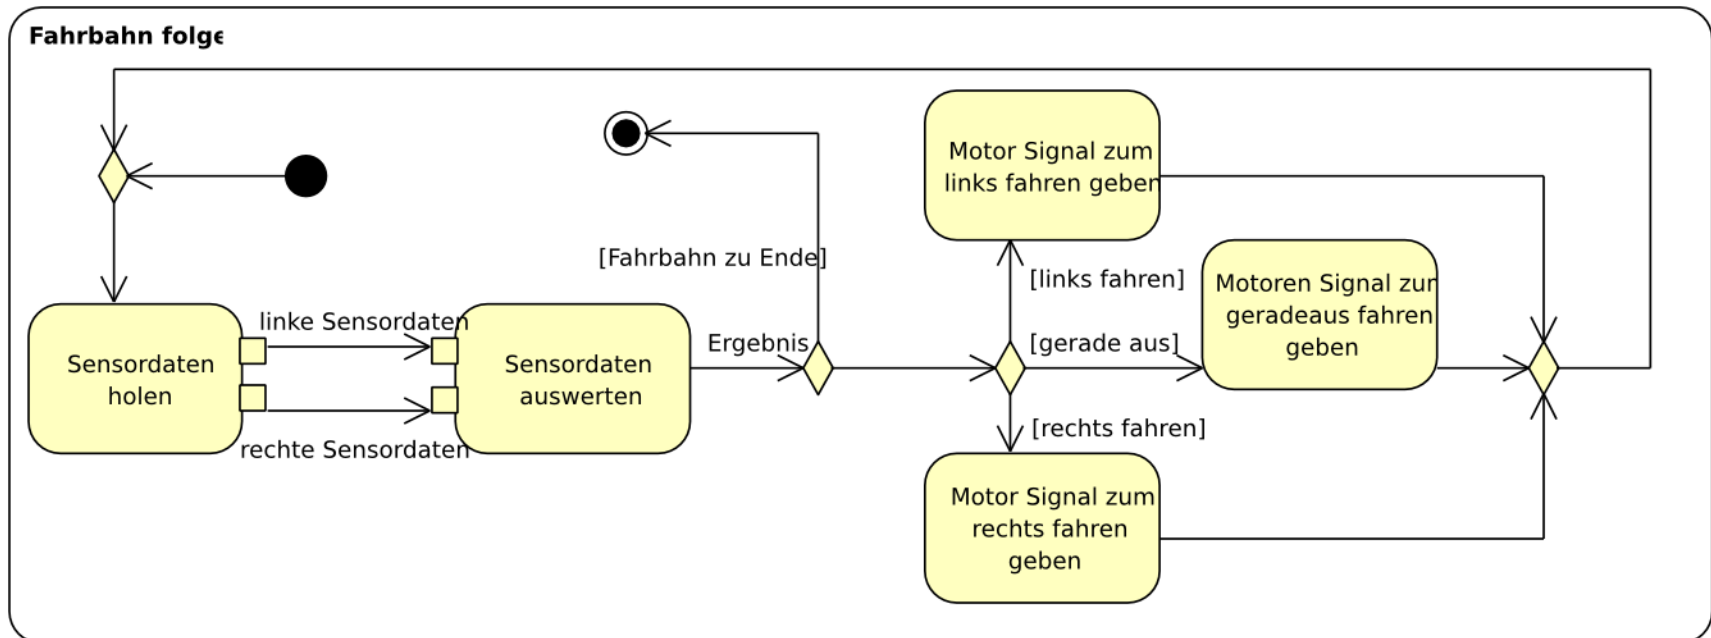 Fahrbahn folge
Motor Signal zum
links fahren geben
[Fahrbahn zu Ende]
[links fahren]
Motoren Signal zur
geradeaus fahren
geben
linke Sensordaten
Ergebnis
[gerade aus]
Sensordaten
holen
Sensordaten
auswerten
rechte Sensordaten
[rechts fahren]
Motor Signal zum
rechts fahren
geben